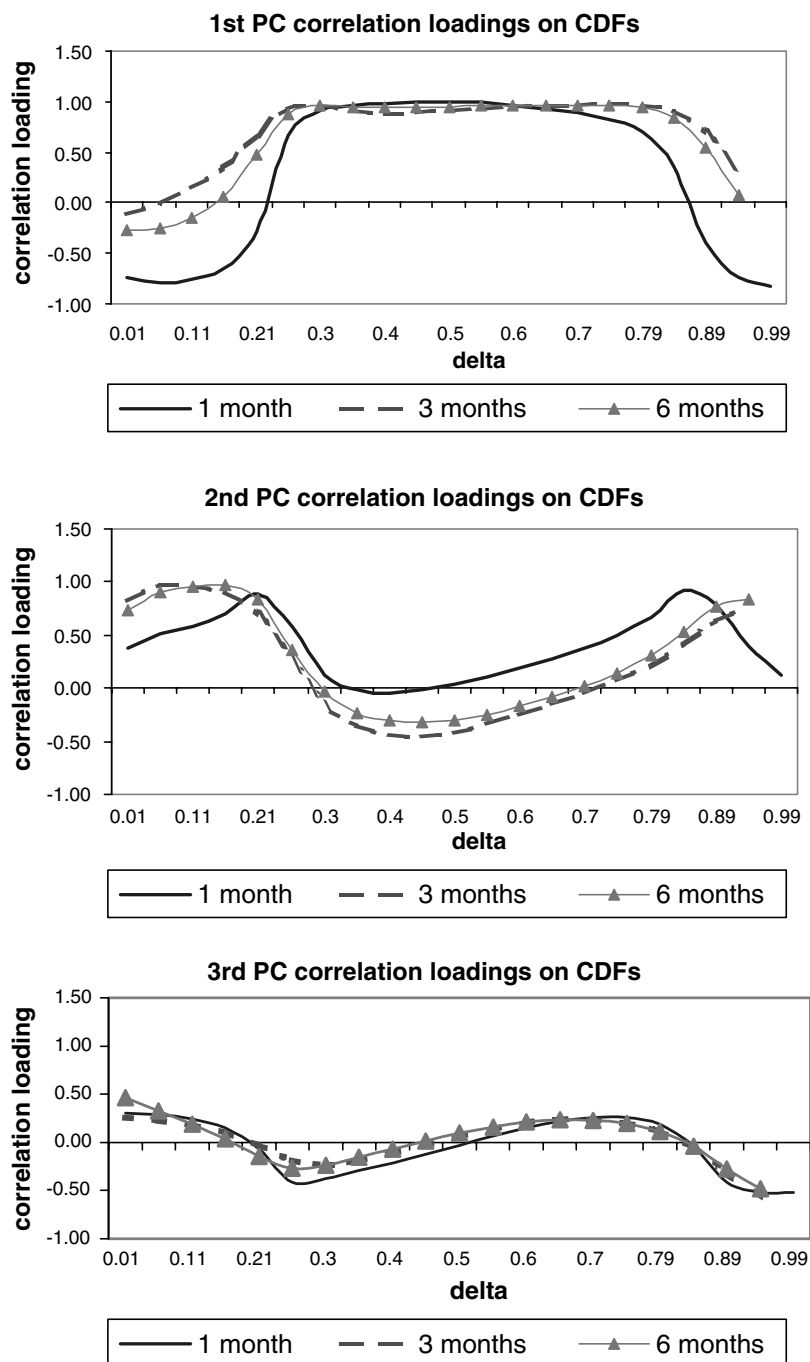 1st PC correlation loadings on CDFs
correlation loading
1.50
1.00
0.50
0.00
-0.50
-1.00
0.01 0.11 0.21 0.3 0.4 0.5 0.6 0.7 0.79 0.89 0.99
delta
1 month 3 months 6 months
2nd PC correlation loadings on CDFs
correlation loading
1.50
1.00
0.50
0.00
-0.50
-1.00
0.01 0.11 0.21 0.3 0.4 0.5 0.6 0.7 0.79 0.89 0.99
delta
1 month 3 months 6 months
3rd PC correlation loadings on CDFs
correlation loading
1.50
1.00
0.50
0.00
-0.50
-1.00
0.01 0.11 0.21 0.3 0.4 0.5 0.6 0.7 0.79 0.89 0.99
delta
1 month 3 months 6 months